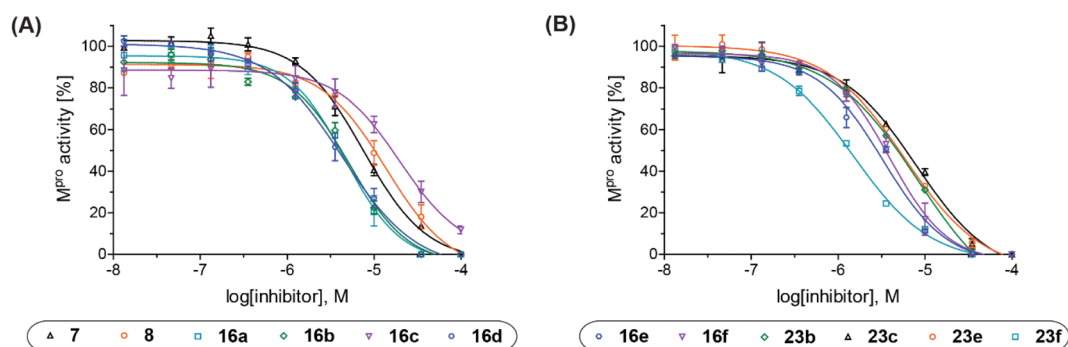 (A)
Mpro activity [%]
100
80
60
40
20
0
-8 -7 -6 -5 -4
log[inhibitor], M
7 8 16a 16b 16c 16d
(B)
Mpro activity [%]
100
80
60
40
20
0
-8 -7 -6 -5 -4
log[inhibitor], M
16e 16f 23b 23c 23e 23f